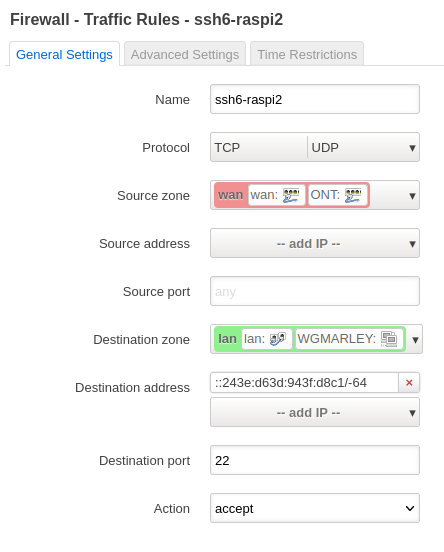 Firewall - Traffic Rules - ssh6-raspi2
General Settings Advanced Settings Time Restrictions
Name ssh6-raspi2
Protocol TCP UDP
Source zone wan wan: ONT:
Source address -- add IP --
Source port any
Destination zone lan lan: WGMARLEY:
Destination address ::243e:d63d:943f:d8c1/-64 ×
-- add IP --
Destination port 22
Action accept